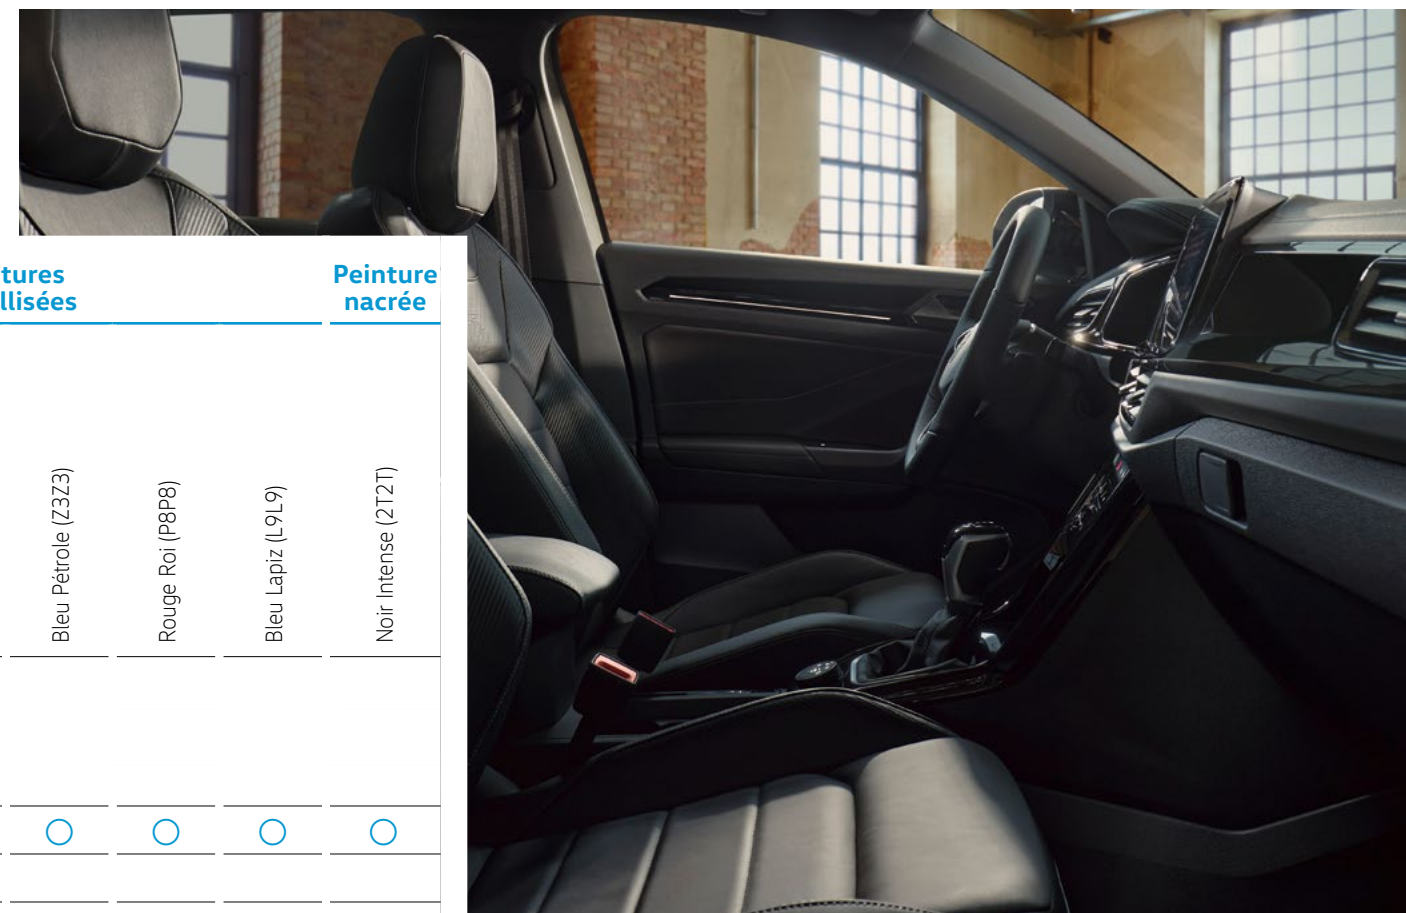 tures
llisées
Peinture
nacrée
Bleu Pétrole (Z3Z3)
Rouge Roi (P8P8)
Bleu Lapiz (L9L9)
Noir Intense (2T2T)